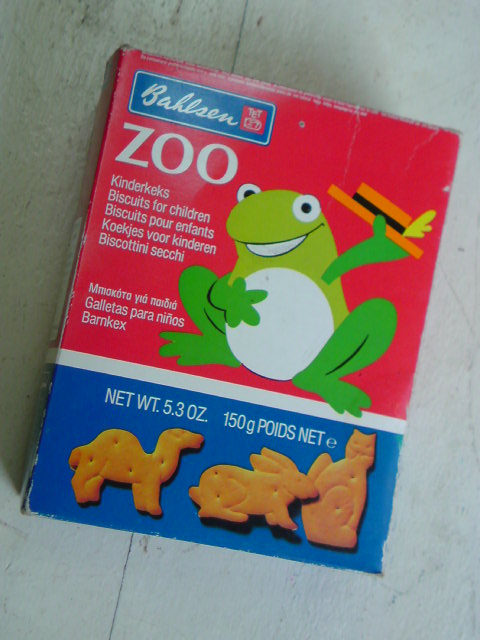 Bahlsen
TET
ZOO
Kinderkeks
Biscuits for children
Biscuits pour enfants
Koekjes voor kinderen
Biscottini secchi
Μπισκότα γιά παιδιά
Galletas para niños
Barnkex
NET WT. 5.3 OZ. 150g POIDS NET e